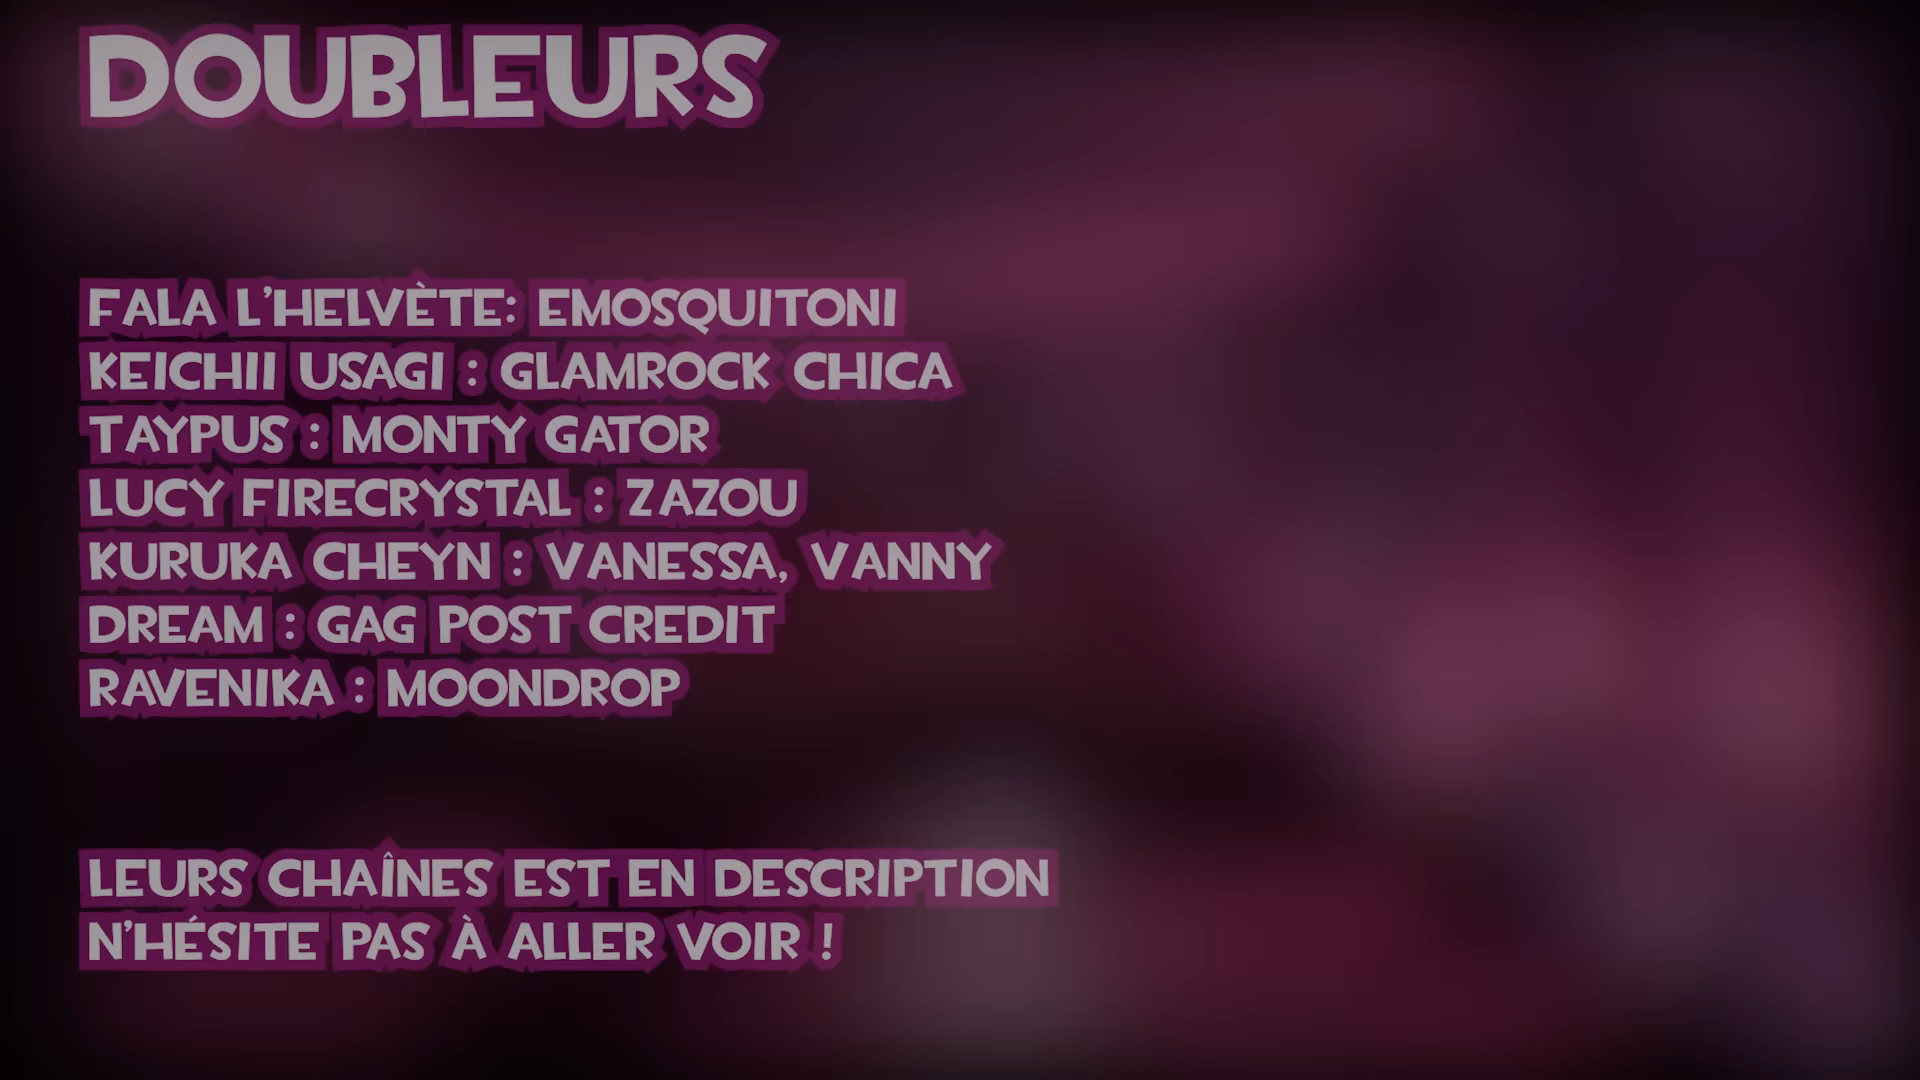 DOUBLEURS
FALA L'HELVÈTE: EMOSQUITONI
KEICHII USAGI : GLAMROCK CHICA
TAYPUS : MONTY GATOR
LUCY FIRECRYSTAL : ZAZOU
KURUKA CHEYN : VANESSA, VANNY
DREAM : GAG POST CREDIT
RAVENIKA : MOONDROP
LEURS CHAÎNES EST EN DESCRIPTION
N'HÉSITE PAS À ALLER VOIR !